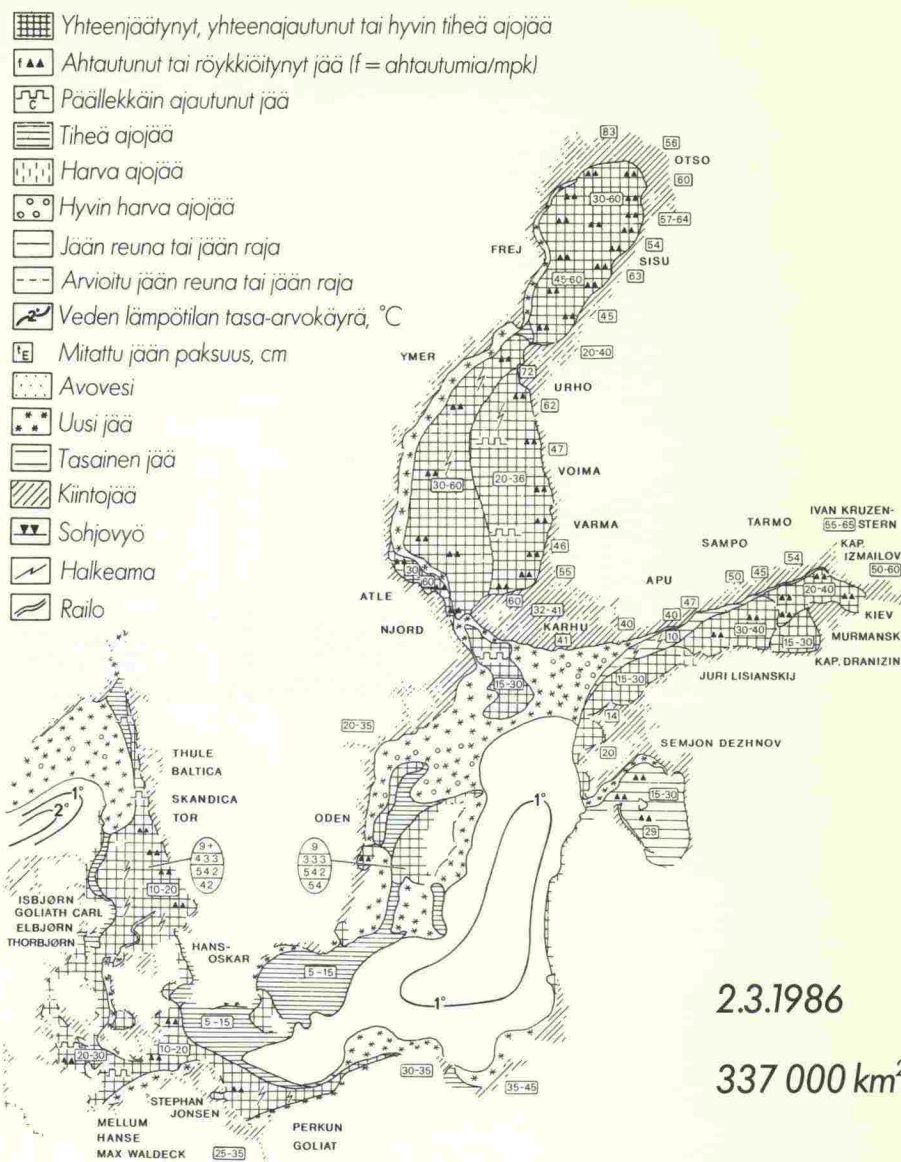 Yhteenjäätynyt, yhteenajautunut tai hyvin tiheä ajojää
f Ahtautunut tai röykkiöitynyt jää (f = ahtautumia/mpk)
C Päällekkäin ajautunut jää
Tiheä ajojää
Harva ajojää
Hyvin harva ajojää
Jään reuna tai jään raja
Arvioitu jään reuna tai jään raja
2° Veden lämpötilan tasa-arvokäyrä, °C
tE Mitattu jään paksuus, cm
Avovesi
Uusi jää
Tasainen jää
Kiintojää
Sohjovyö
Halkeama
Railo
83
56
OTSO
60
30-60
57-64
54
FREJ
SISU
63
45-60
45
20-40
YMER
72
URHO
62
47
VOIMA
30-60
20-36
VARMA
46
55
IVAN KRUZEN-
STERN
55-65
TARMO
KAP.
IZMAILOV
SAMPO
54
50-60
45
50
APU
20-40
30
60
ATLE
60
32-41
47
40
KIEV
NJORD
KARHU
40
41
10
30-40
MURMANSK
15-30
KAP. DRANIZIN
15-30
15-30
JURI LISIANSKIJ
14
20-35
20
SEMJON DEZHNOV
THULE
BALTICA
1°
2°
SKANDICA
TOR
ODEN
1°
15-30
29
9+
433
542
42
9
333
542
54
10-20
ISBJØRN
GOLIATH CARL
ELBJØRN
THORBJØRN
HANS-
OSKAR
5-15
1°
5-15
2.3.1986
20-30
10-20
30-35
35-45
337 000 km²
STEPHAN
JONSEN
MELLUM
HANSE
MAX WALDECK
25-35
PERKUN
GOLIAT